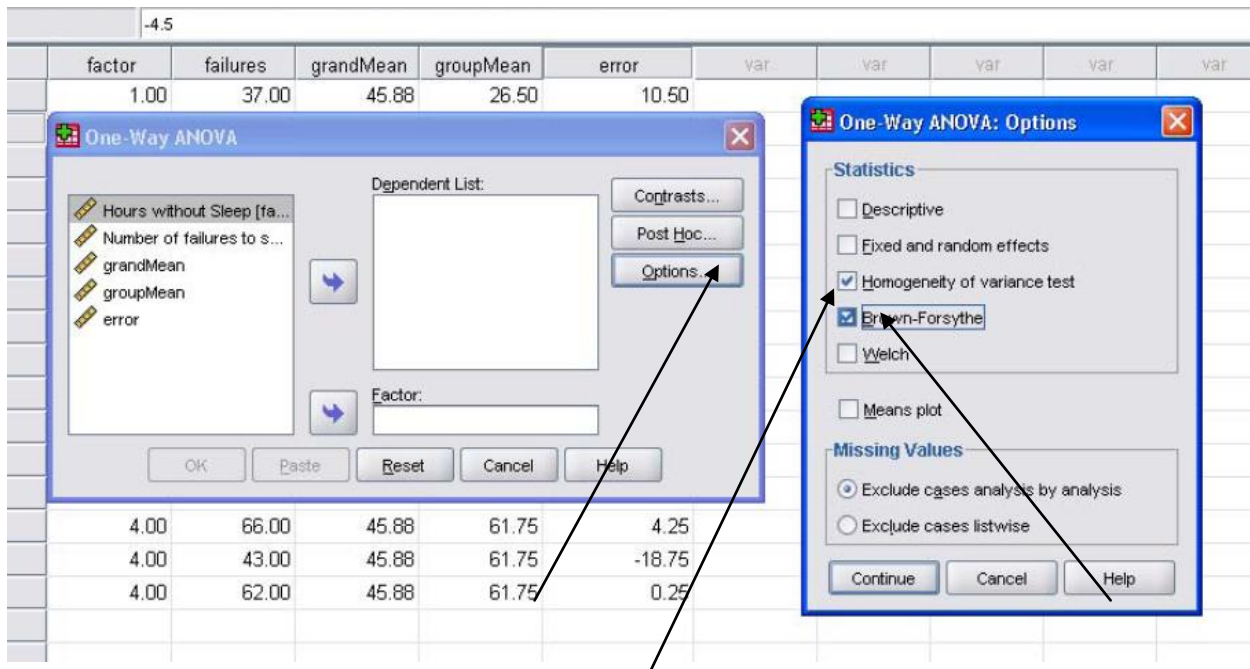 -4.5
factor failures grandMean groupMean error var var var var var
1.00 37.00 45.88 26.50 10.50
One-Way ANOVA
Dependent List:
Hours without Sleep [fa...
Number of failures to s...
grandMean
groupMean
error
Contrasts...
Post Hoc...
Options...
Factor:
OK Paste Reset Cancel Help
4.00 66.00 45.88 61.75 4.25
4.00 43.00 45.88 61.75 -18.75
4.00 62.00 45.88 61.75 0.25
One-Way ANOVA: Options
Statistics
Descriptive
Fixed and random effects
Homogeneity of variance test
Brown-Forsythe
Welch
Means plot
Missing Values
Exclude cases analysis by analysis
Exclude cases listwise
Continue Cancel Help